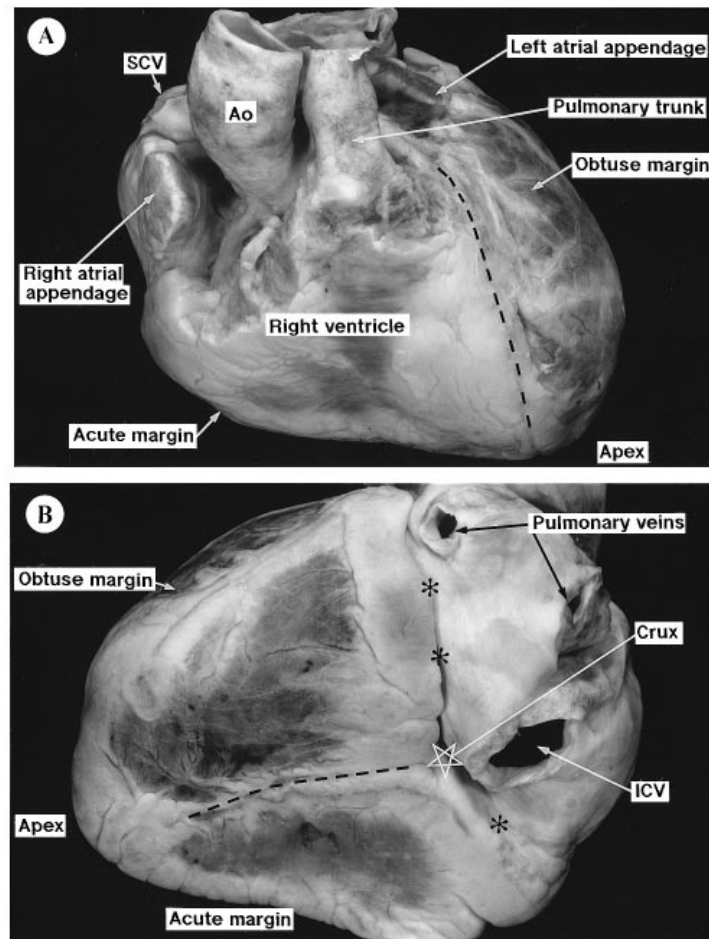 A
SCV
Ao
Left atrial appendage
Pulmonary trunk
Obtuse margin
Right atrial
appendage
Right ventricle
Acute margin
Apex
B
Obtuse margin
Pulmonary veins
Crux
ICV
Apex
Acute margin